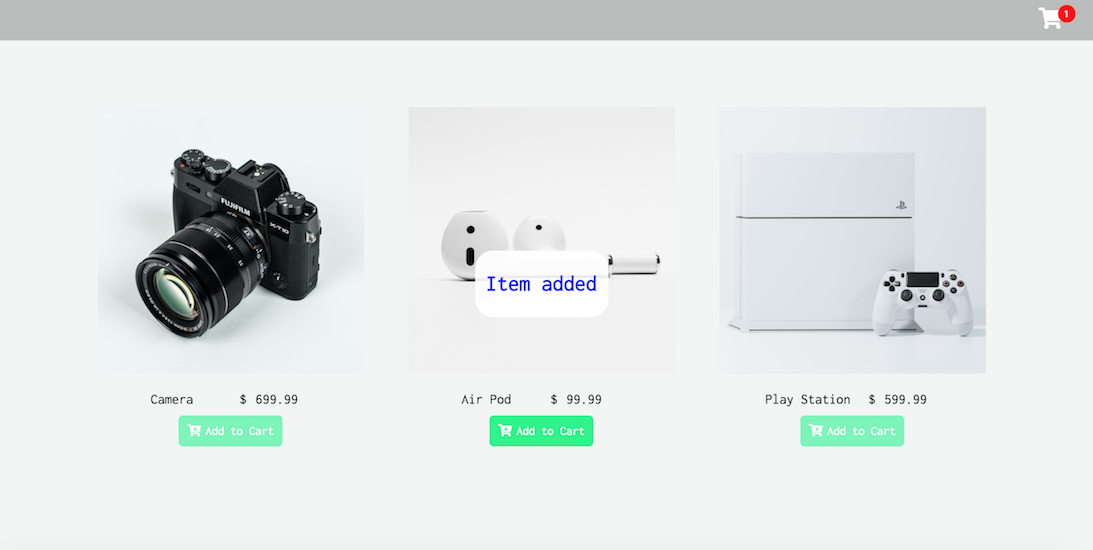 1
FUJIFILM
X-T10
Item added
Camera $ 699.99
Air Pod $ 99.99
Play Station $ 599.99
Add to Cart
Add to Cart
Add to Cart